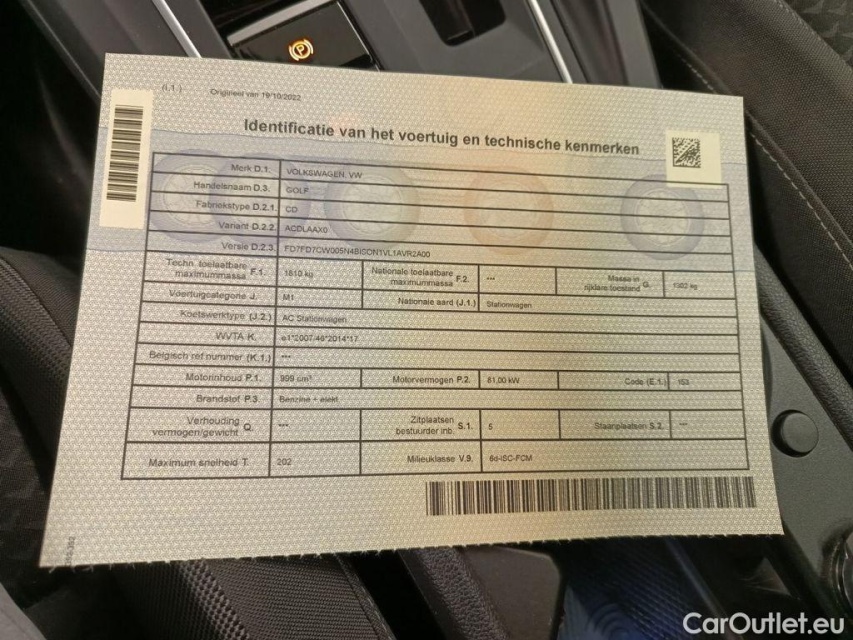 (I.1.) Origineel van 19/10/2022
Identificatie van het voertuig en technische kenmerken
Merk D.1. VOLKSWAGEN, VW
Handelsnaam D.3. GOLF
Fabriekstype D.2.1. CD
Variant D.2.2. ACDLAAX0
Versie D.2.3. FD7FD7CW005N4BISON1VL1AVR2A00
Techn. toelaatbare maximummassa F.1. 1810 kg Nationale toelaatbare maximummassa F.2. --- Massa in rijklare toestand G. 1302 kg
Voertuigcategorie J. M1 Nationale aard (J.1.) Stationwagen
Koetswerktype (J.2.) AC Stationwagen
WVTA K. e1*2007/46*2014*17
Belgisch ref nummer (K.1.) ---
Motorinhoud P.1. 999 cm³ Motorvermogen P.2. 81,00 kW Code (E.1.) 153
Brandstof P.3. Benzine + elekt.
Verhouding vermogen/gewicht Q. --- Zitplaatsen bestuurder inb. S.1. 5 Staanplaatsen S.2. ---
Maximum snelheid T. 202 Milieuklasse V.9. 6d-ISC-FCM
CarOutlet.eu